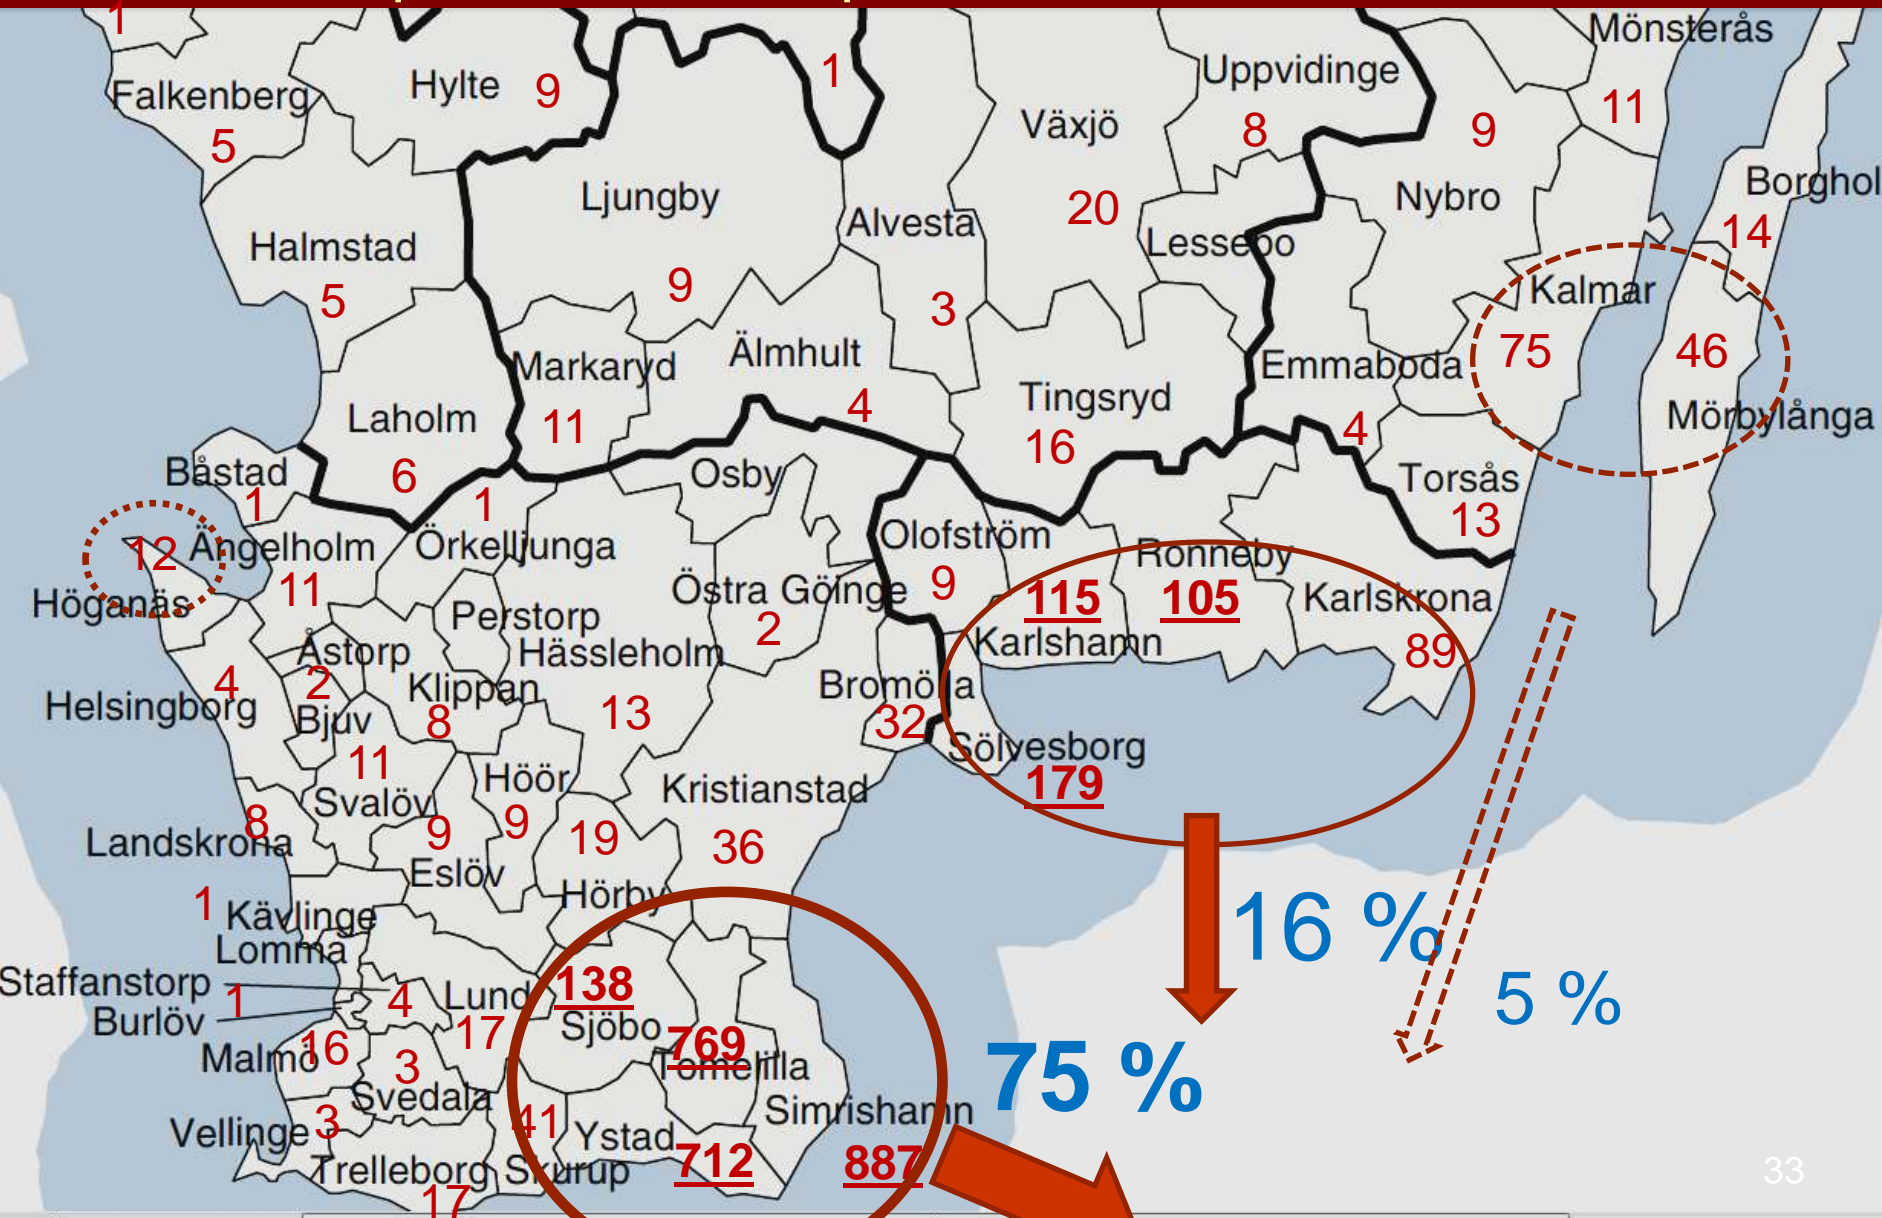 1
Mönsterås
Hylte
9
1
Uppvidinge
Falkenberg
11
Växjö
8
9
5
Borghol
Ljungby
Nybro
20
Alvesta
14
Halmstad
Lessebo
9
Kalmar
5
3
75
46
Älmhult
Markaryd
Emmaboda
Tingsryd
4
Laholm
Mörbylånga
11
4
16
Båstad
6
Osby
Torsås
1
1
13
Olofström
12
Ängelholm
Örkelljunga
Ronneby
9
11
Östra Göinge
115
105
Karlskrona
Höganäs
Perstorp
2
Karlshamn
Åstorp
Hässleholm
89
4
2
Klippan
Bromölla
Helsingborg
Bjuv
8
13
32
11
Sölvesborg
Höör
179
Kristianstad
Svalöv
8
9
9
19
36
Landskrona
Eslöv
Hörby
1
Kävlinge
16 %
Lomma
Staffanstorp
138
1
4
Lund
5 %
Burlöv
17
Sjöbo
769
Malmö
16
3
Tomelilla
75 %
Svedala
Simrishamn
Vellinge
3
41
Ystad
712
887
Trelleborg
Skurup
33
17